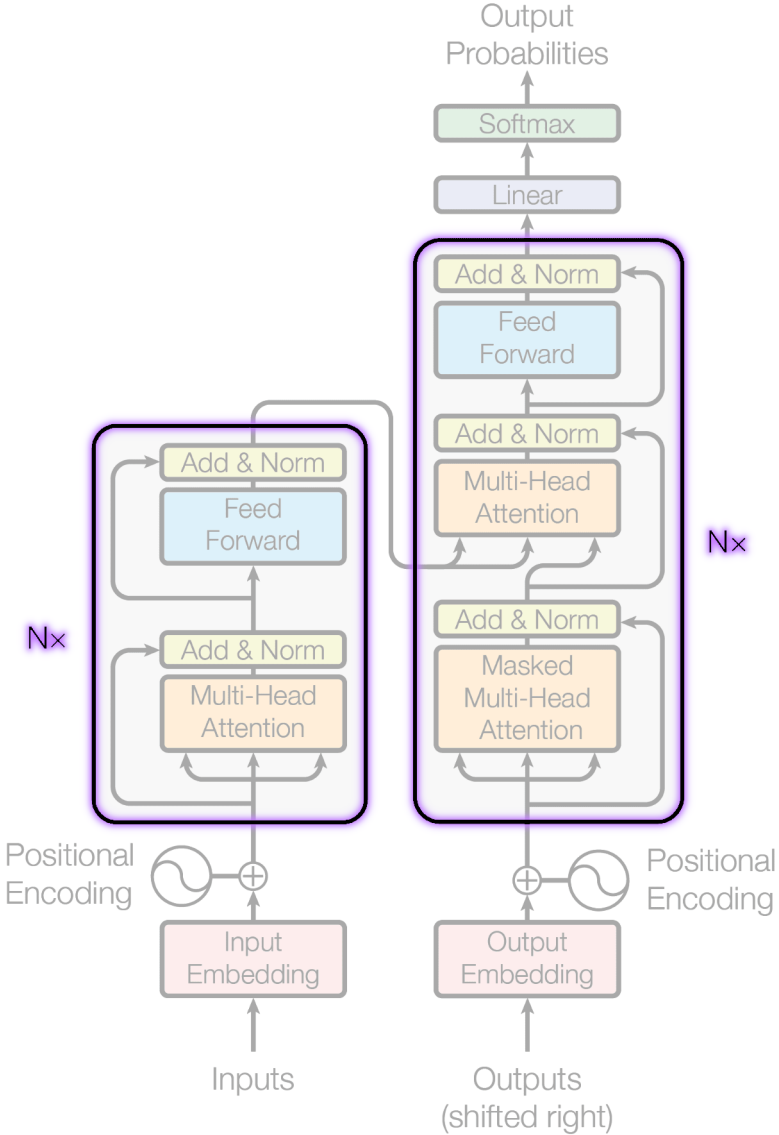 Output
Probabilities
Softmax
Linear
Add & Norm
Feed
Forward
Add & Norm
Multi-Head
Attention
N×
Add & Norm
Masked
Multi-Head
Attention
Add & Norm
Feed
Forward
N×
Add & Norm
Multi-Head
Attention
Positional
Encoding
Positional
Encoding
Input
Embedding
Output
Embedding
Inputs
Outputs
(shifted right)